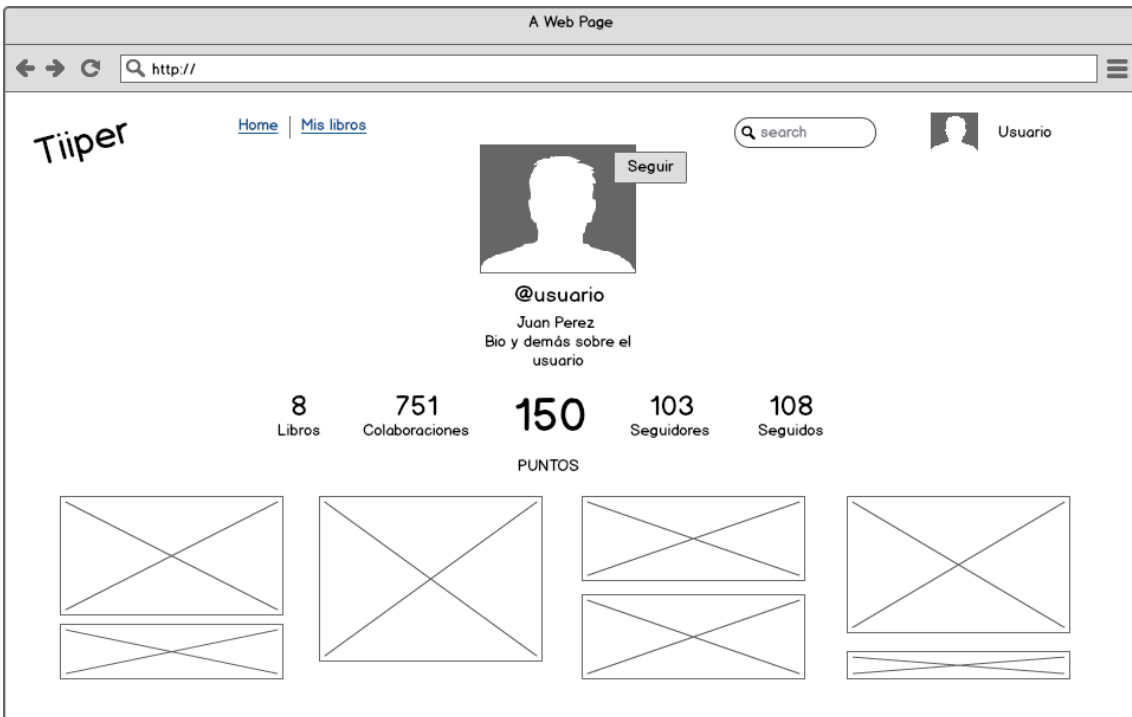 A Web Page
http://
Tiiper
Home | Mis libros
search
Usuario
Seguir
@usuario
Juan Perez
Bio y demás sobre el
usuario
8
Libros
751
Colaboraciones
150
PUNTOS
103
Seguidores
108
Seguidos